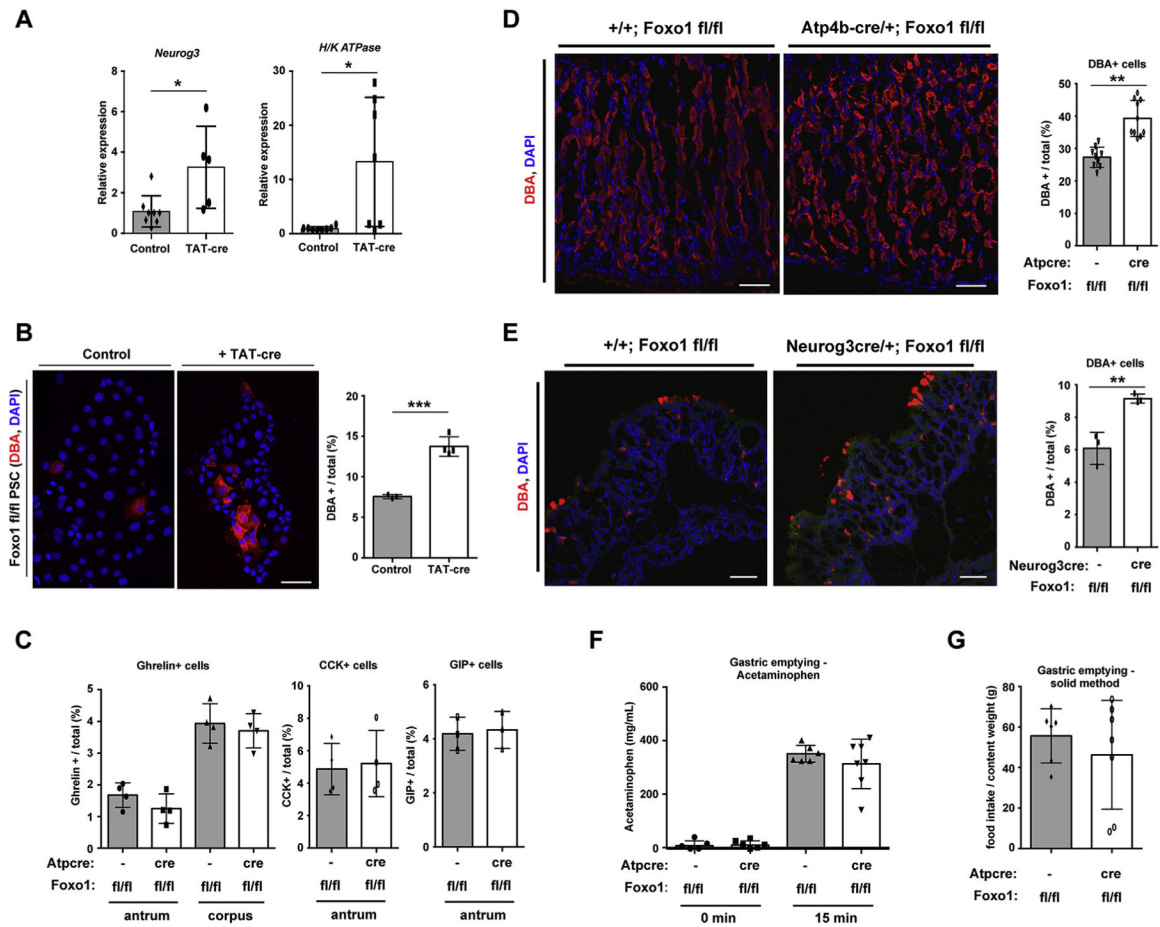 A
Neurog3
Relative expression
8
6
4
2
0
*
Control
TAT-cre
H/K ATPase
Relative expression
30
20
10
0
*
Control
TAT-cre
B
Control
+ TAT-cre
Foxo1 fl/fl PSC (DBA, DAPI)
DBA + / total (%)
20
15
10
5
0
***
Control
TAT-cre
C
Ghrelin+ cells
Ghrelin + / total (%)
5
4
3
2
1
0
Atpcre: - cre - cre
Foxo1: fl/fl fl/fl fl/fl fl/fl
antrum corpus
CCK+ cells
CCK+ / total (%)
10
8
6
4
2
0
- cre
fl/fl fl/fl
antrum
GIP+ cells
GIP+ / total (%)
6
4
2
0
- cre
fl/fl fl/fl
antrum
D
+/+; Foxo1 fl/fl
Atp4b-cre/+; Foxo1 fl/fl
DBA, DAPI
DBA+ cells
DBA + / total (%)
50
40
30
20
10
0
**
Atpcre: - cre
Foxo1: fl/fl fl/fl
E
+/+; Foxo1 fl/fl
Neurog3cre/+; Foxo1 fl/fl
DBA, DAPI
DBA+ cells
DBA + / total (%)
10
8
6
4
2
0
**
Neurog3cre: - cre
Foxo1: fl/fl fl/fl
F
Gastric emptying -
Acetaminophen
Acetaminophen (mg/mL)
600
400
200
0
Atpcre: - cre - cre
Foxo1: fl/fl fl/fl fl/fl fl/fl
0 min 15 min
G
Gastric emptying -
solid method
food intake / content weight (g)
80
60
40
20
0
Atpcre: - cre
Foxo1: fl/fl fl/fl